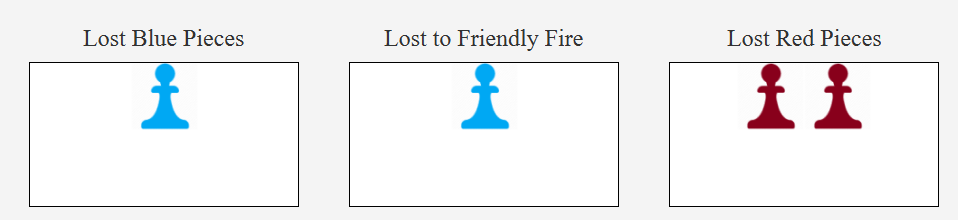 Lost Blue Pieces
Lost to Friendly Fire
Lost Red Pieces